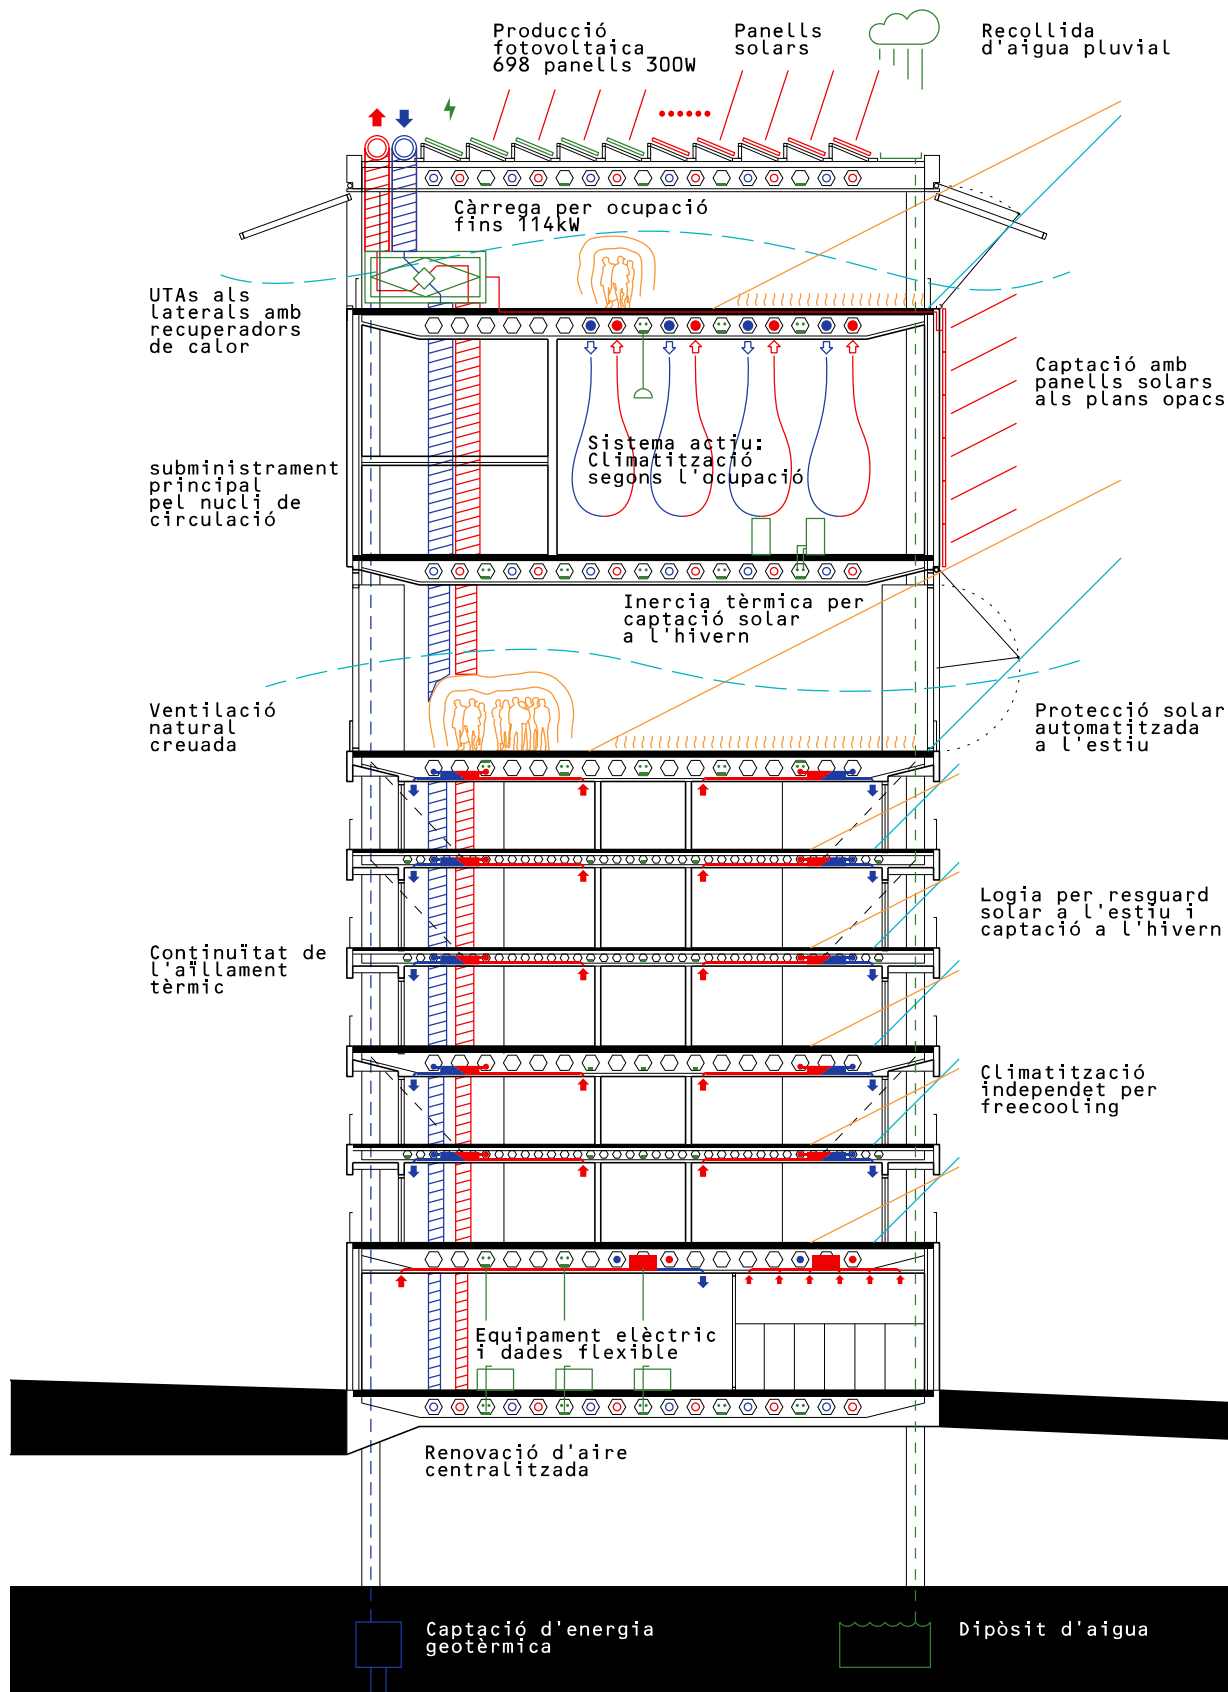 Producció
fotovoltaica
698 panells 300W
Panells
solars
Recollida
d'aigua pluvial
Càrrega per ocupació
fins 114kW
UTAs als
laterals amb
recuperadors
de calor
Captació amb
panells solars
als plans opacs
Sistema actiu:
Climatització
segons l'ocupació
subministrament
principal
pel nucli de
circulació
Inercia tèrmica per
captació solar
a l'hivern
Ventilació
natural
creuada
Protecció solar
automatitzada
a l'estiu
Logia per resguard
solar a l'estiu i
captació a l'hivern
Continuïtat de
l'aïllament
tèrmic
Climatització
independet per
freecooling
Equipament elèctric
i dades flexible
Renovació d'aire
centralitzada
Captació d'energia
geotèrmica
Dipòsit d'aigua